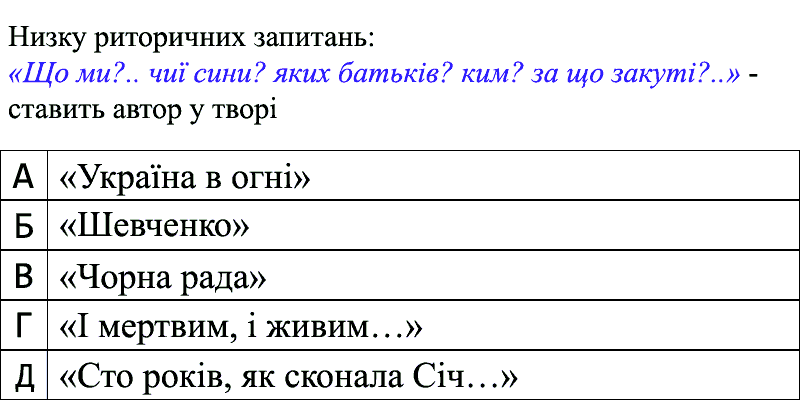 Низку риторичних запитань:
«Що ми?.. чиї сини? яких батьків? ким? за що закуті?..» -
ставить автор у творі
А «Україна в огні»
Б «Шевченко»
В «Чорна рада»
Г «І мертвим, і живим…»
Д «Сто років, як сконала Січ…»